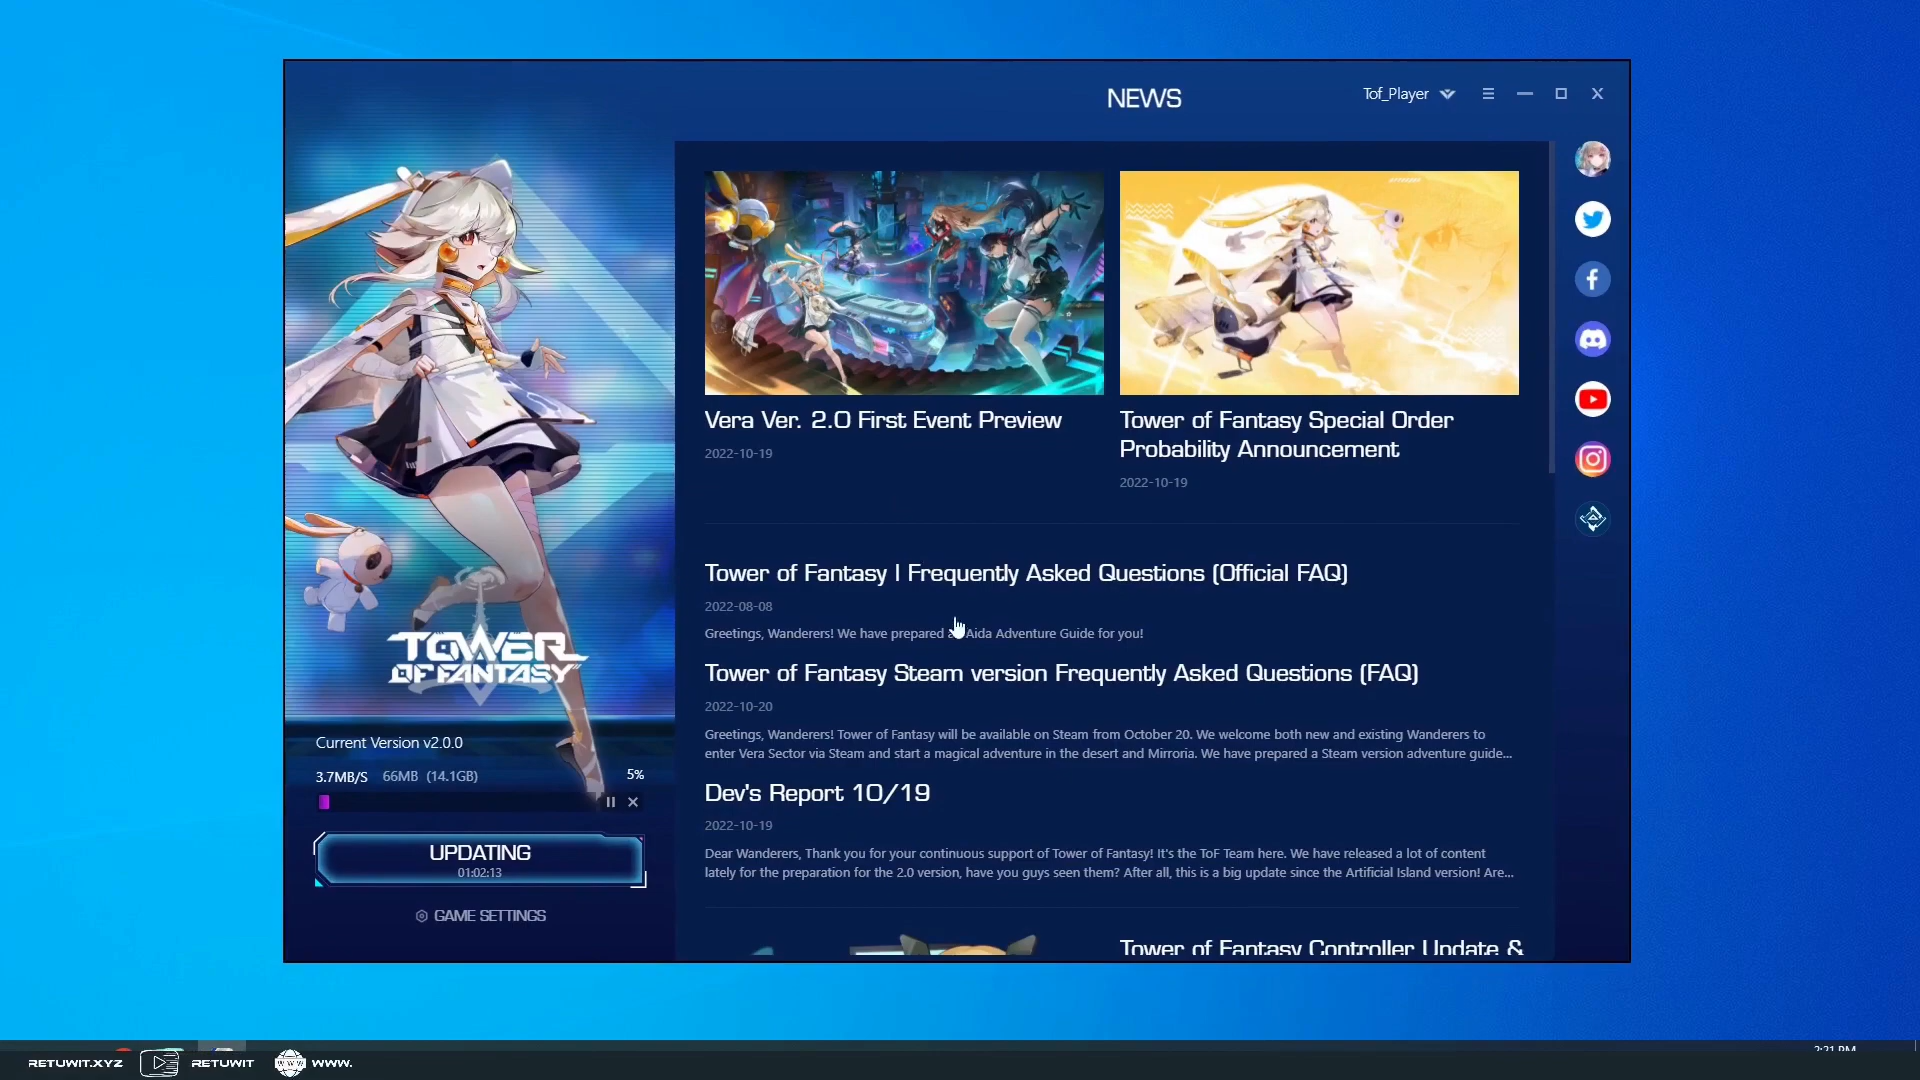 NEWS
Tof_Player
Vera Ver. 2.0 First Event Preview
2022-10-19
Tower of Fantasy Special Order
Probability Announcement
2022-10-19
Tower of Fantasy | Frequently Asked Questions (Official FAQ)
2022-08-08
Greetings, Wanderers! We have prepared Aida Adventure Guide for you!
Tower of Fantasy Steam version Frequently Asked Questions (FAQ)
2022-10-20
Greetings, Wanderers! Tower of Fantasy will be available on Steam from October 20. We welcome both new and existing Wanderers to
enter Vera Sector via Steam and start a magical adventure in the desert and Mirroria. We have prepared a Steam version adventure guide...
Dev's Report 10/19
2022-10-19
Dear Wanderers, Thank you for your continuous support of Tower of Fantasy! It's the ToF Team here. We have released a lot of content
lately for the preparation for the 2.0 version, have you guys seen them? After all, this is a big update since the Artificial Island version! Are...
Tower of Fantasy Controller Update &
TOWER
OF FANTASY
Current Version v2.0.0
3.7MB/S 66MB (14.1GB) 5%
UPDATING
01:02:13
GAME SETTINGS
2:21 PM
RETUWIT.XYZ RETUWIT WWW.